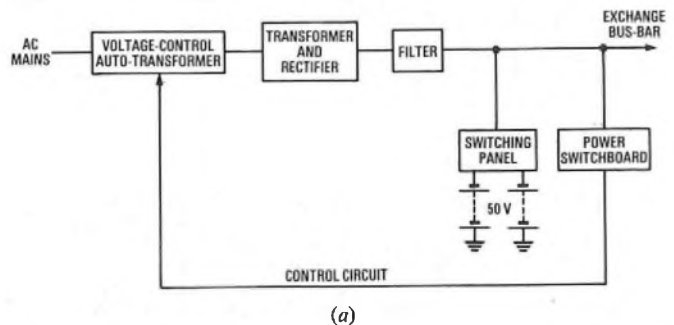 EXCHANGE
BUS-BAR
AC
MAINS
VOLTAGE-CONTROL
AUTO-TRANSFORMER
TRANSFORMER
AND
RECTIFIER
FILTER
SWITCHING
PANEL
POWER
SWITCHBOARD
50 V
CONTROL CIRCUIT
(a)